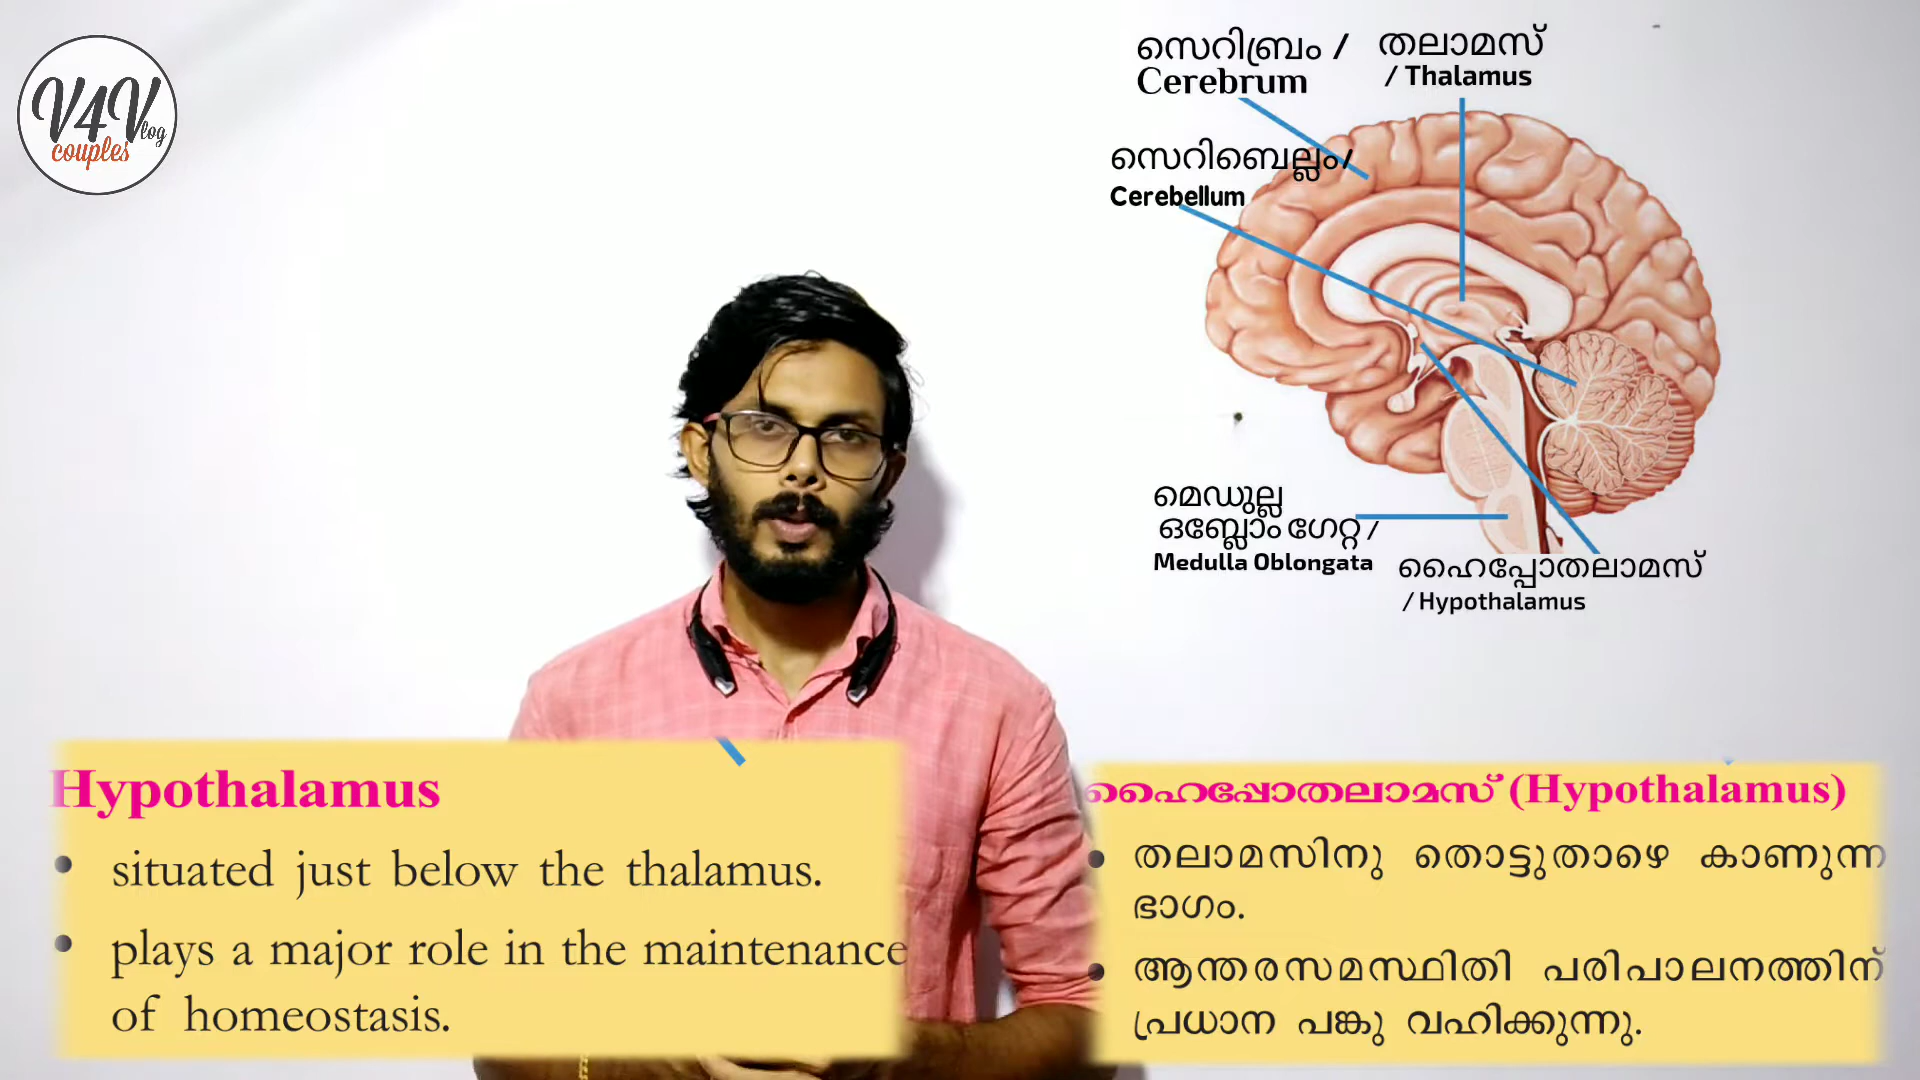 V4Vlog
couples
സെറിബ്രം /
Cerebrum
തലാമസ്
/ Thalamus
സെറിബെല്ലം/
Cerebellum
മെഡുല്ല
ഒബ്ലോംഗേറ്റ/
Medulla Oblongata
ഹൈപ്പോതലാമസ്
/ Hypothalamus
Hypothalamus
• situated just below the thalamus.
• plays a major role in the maintenance
of homeostasis.
ഹൈപ്പോതലാമസ് (Hypothalamus)
• തലാമസിനു തൊട്ടുതാഴെ കാണുന്ന
ഭാഗം.
• ആന്തരസമസ്ഥിതി പരിപാലനത്തിന്
പ്രധാന പങ്കു വഹിക്കുന്നു.